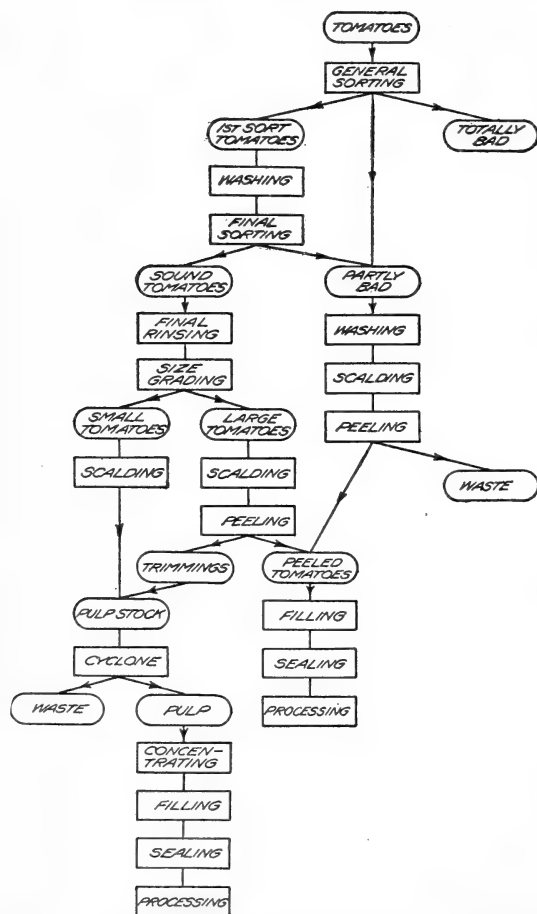 TOMATOES
GENERAL
SORTING
1ST SORT
TOMATOES
TOTALLY
BAD
WASHING
FINAL
SORTING
SOUND
TOMATOES
PARTLY
BAD
FINAL
RINSING
WASHING
SIZE
GRADING
SCALDING
SMALL
TOMATOES
LARGE
TOMATOES
PEELING
SCALDING
SCALDING
WASTE
PEELING
TRIMMINGS
PEELED
TOMATOES
PULP STOCK
FILLING
CYCLONE
SEALING
WASTE
PULP
PROCESSING
CONCEN-
TRATING
FILLING
SEALING
PROCESSING